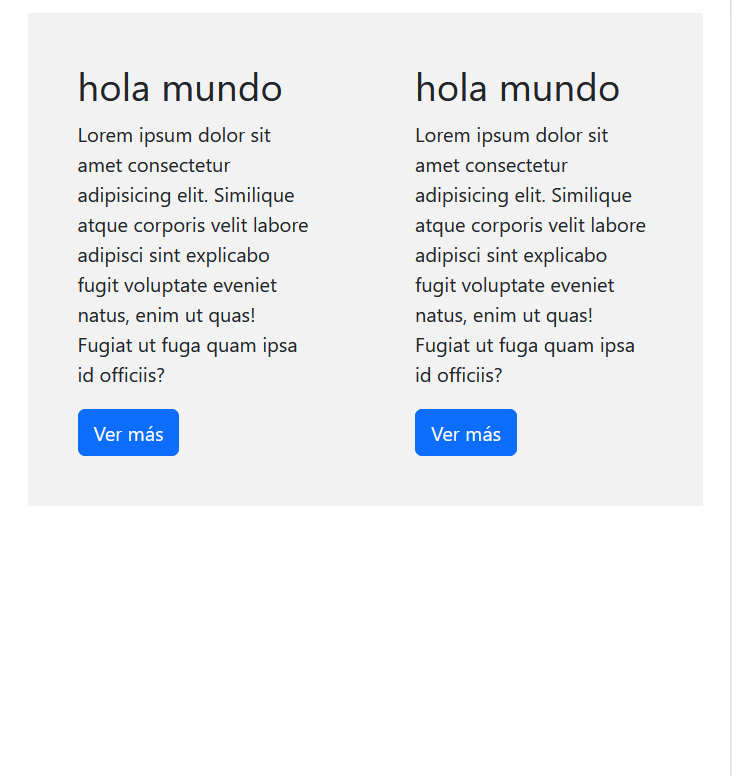 hola mundo
Lorem ipsum dolor sit
amet consectetur
adipisicing elit. Similique
atque corporis velit labore
adipisci sint explicabo
fugit voluptate eveniet
natus, enim ut quas!
Fugiat ut fuga quam ipsa
id officiis?
Ver más
hola mundo
Lorem ipsum dolor sit
amet consectetur
adipisicing elit. Similique
atque corporis velit labore
adipisci sint explicabo
fugit voluptate eveniet
natus, enim ut quas!
Fugiat ut fuga quam ipsa
id officiis?
Ver más